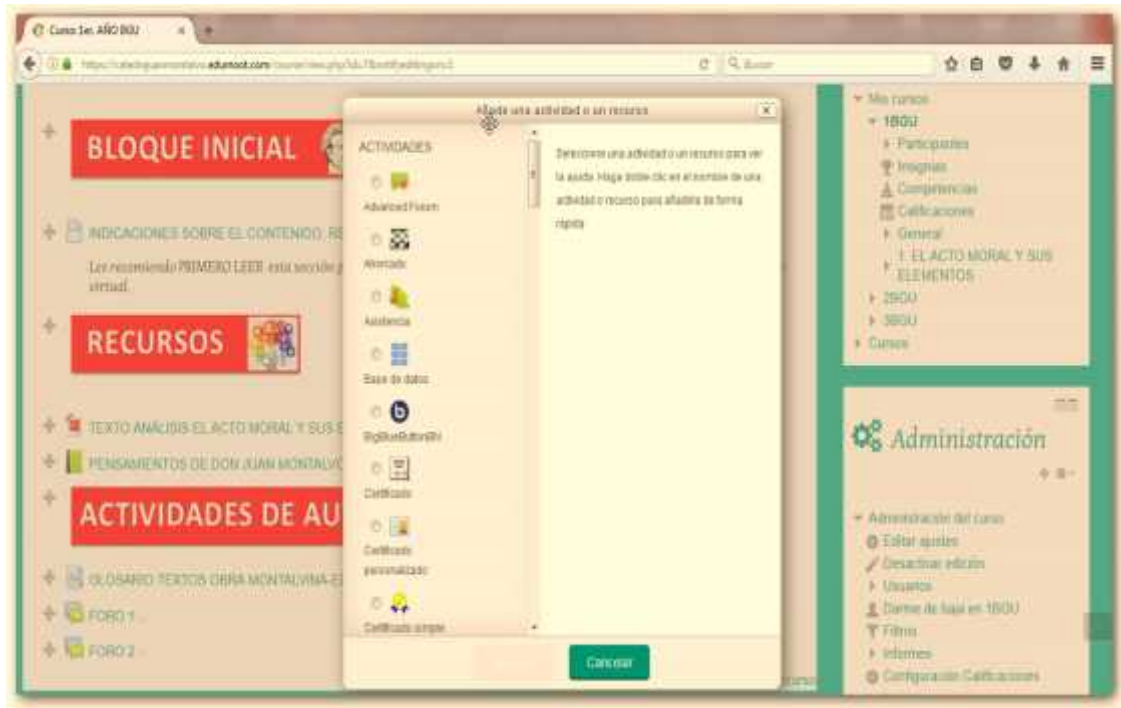 Curso: 1er. AÑO BGU
Buscar
BLOQUE INICIAL
INDICACIONES SOBRE EL CONTENIDO, RE
Les recomiendo PRIMERO LEER esta sección p
virtual.
RECURSOS
TEXTO ANÁLISIS EL ACTO MORAL Y SUS E
PENSAMIENTOS DE DON JUAN MONTALVO
ACTIVIDADES DE AU
GLOSARIO TEXTOS OBRA MONTALVINA-E
FORO 1
FORO 2
Añade una actividad o un recurso
ACTIVIDADES
Advanced Forum
Ahorcado
Asistencia
Base de datos
BigBlueButtonBN
Certificado
Certificado
personalizado
Certificado simple
Seleccione una actividad o un recurso para ver
la ayuda. Haga doble clic en el nombre de una
actividad o recurso para añadirla de forma
rápida
Cancelar
Mis cursos
1BGU
Participantes
Insignias
Competencias
Calificaciones
General
1. EL ACTO MORAL Y SUS
ELEMENTOS
2BGU
3BGU
Cursos
Administración
Administración del curso
Editar ajustes
Desactivar edición
Usuarios
Darme de baja en 1BGU
Filtros
Informes
Configuración Calificaciones